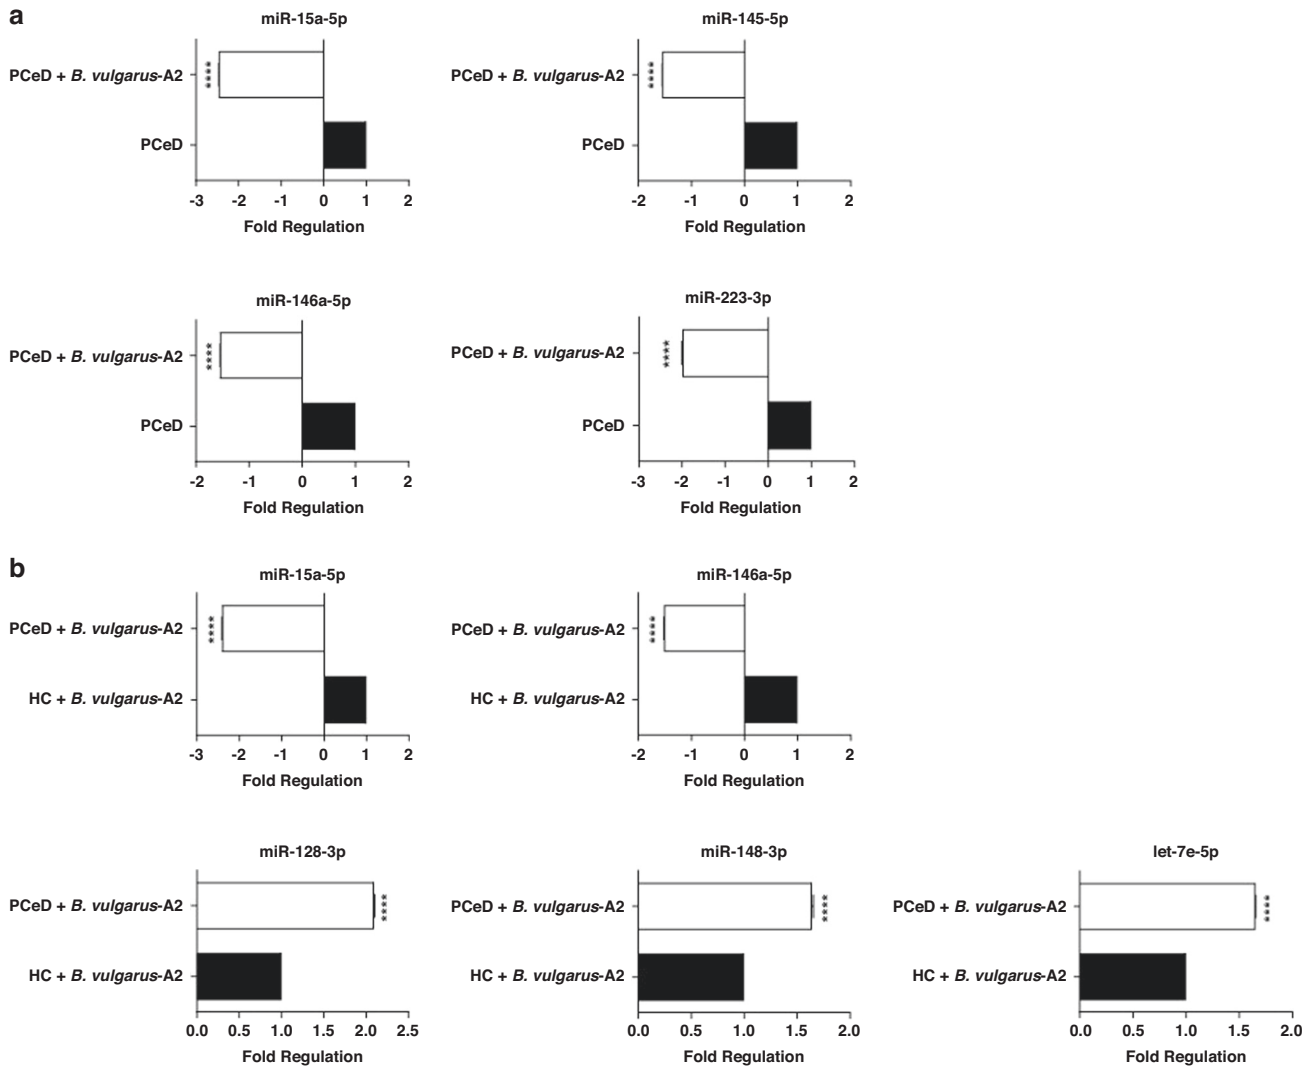 a
miR-15a-5p
PCeD + B. vulgarus-A2
****
PCeD
-3 -2 -1 0 1 2
Fold Regulation
miR-145-5p
PCeD + B. vulgarus-A2
****
PCeD
-2 -1 0 1 2
Fold Regulation
miR-146a-5p
PCeD + B. vulgarus-A2
****
PCeD
-2 -1 0 1 2
Fold Regulation
miR-223-3p
PCeD + B. vulgarus-A2
****
PCeD
-3 -2 -1 0 1 2
Fold Regulation
b
miR-15a-5p
PCeD + B. vulgarus-A2
****
HC + B. vulgarus-A2
-3 -2 -1 0 1 2
Fold Regulation
miR-146a-5p
PCeD + B. vulgarus-A2
****
HC + B. vulgarus-A2
-2 -1 0 1 2
Fold Regulation
miR-128-3p
PCeD + B. vulgarus-A2
****
HC + B. vulgarus-A2
0.0 0.5 1.0 1.5 2.0 2.5
Fold Regulation
miR-148-3p
PCeD + B. vulgarus-A2
****
HC + B. vulgarus-A2
0.0 0.5 1.0 1.5 2.0
Fold Regulation
let-7e-5p
PCeD + B. vulgarus-A2
****
HC + B. vulgarus-A2
0.0 0.5 1.0 1.5 2.0
Fold Regulation